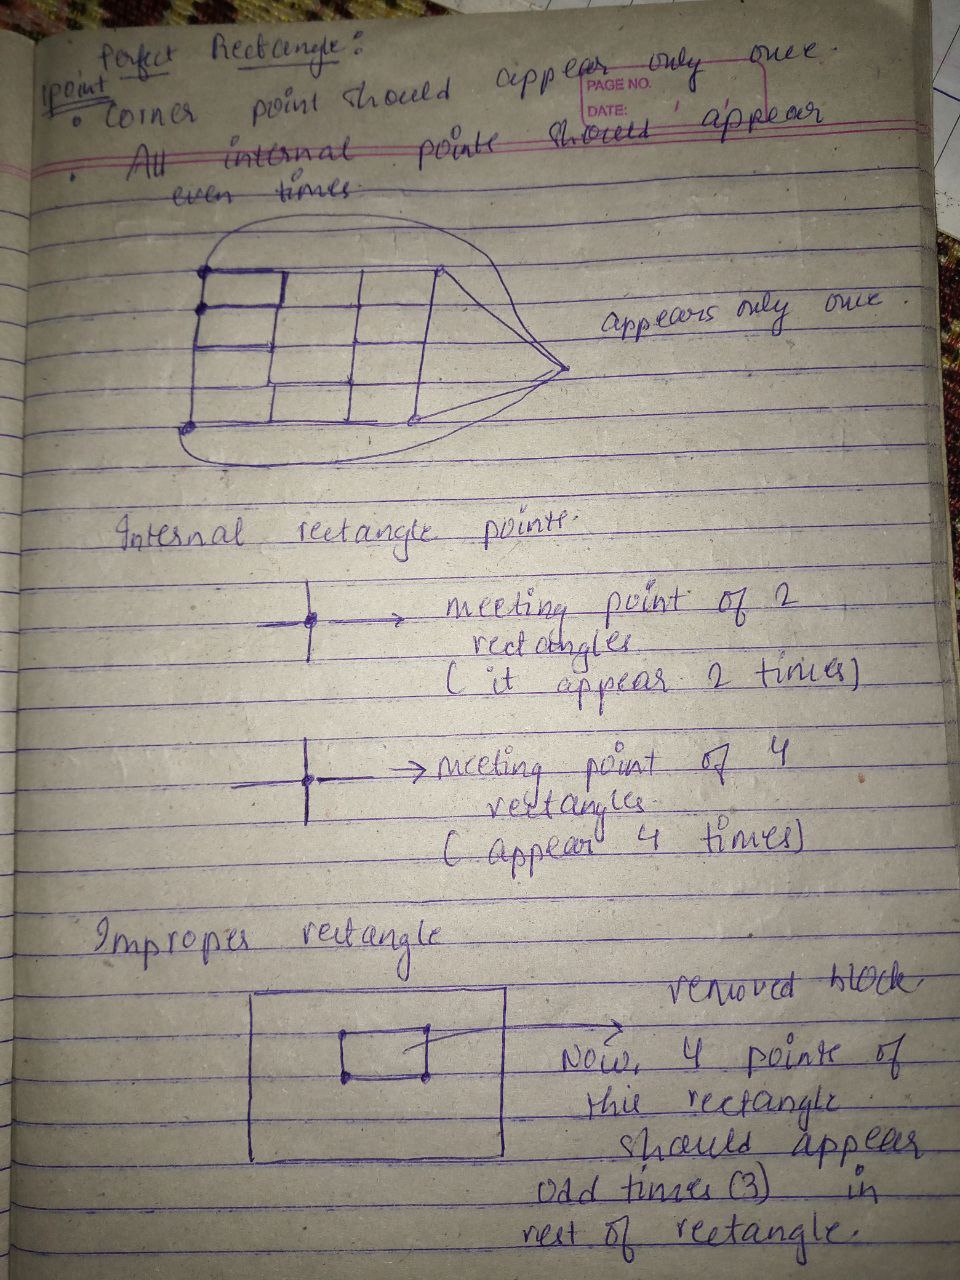 Perfect Rectangle:
point
• Corner point should appear only once.
PAGE NO.
DATE:
• All internal points should appear
even times.
appears only once.
Internal rectangle points.
meeting point of 2
rectangles
( it appear 2 times)
meeting point of 4
rectangles
( appear 4 times)
Improper rectangle
removed block.
Now, 4 points of
this rectangle
should appear
odd times (3) in
rest of rectangle.